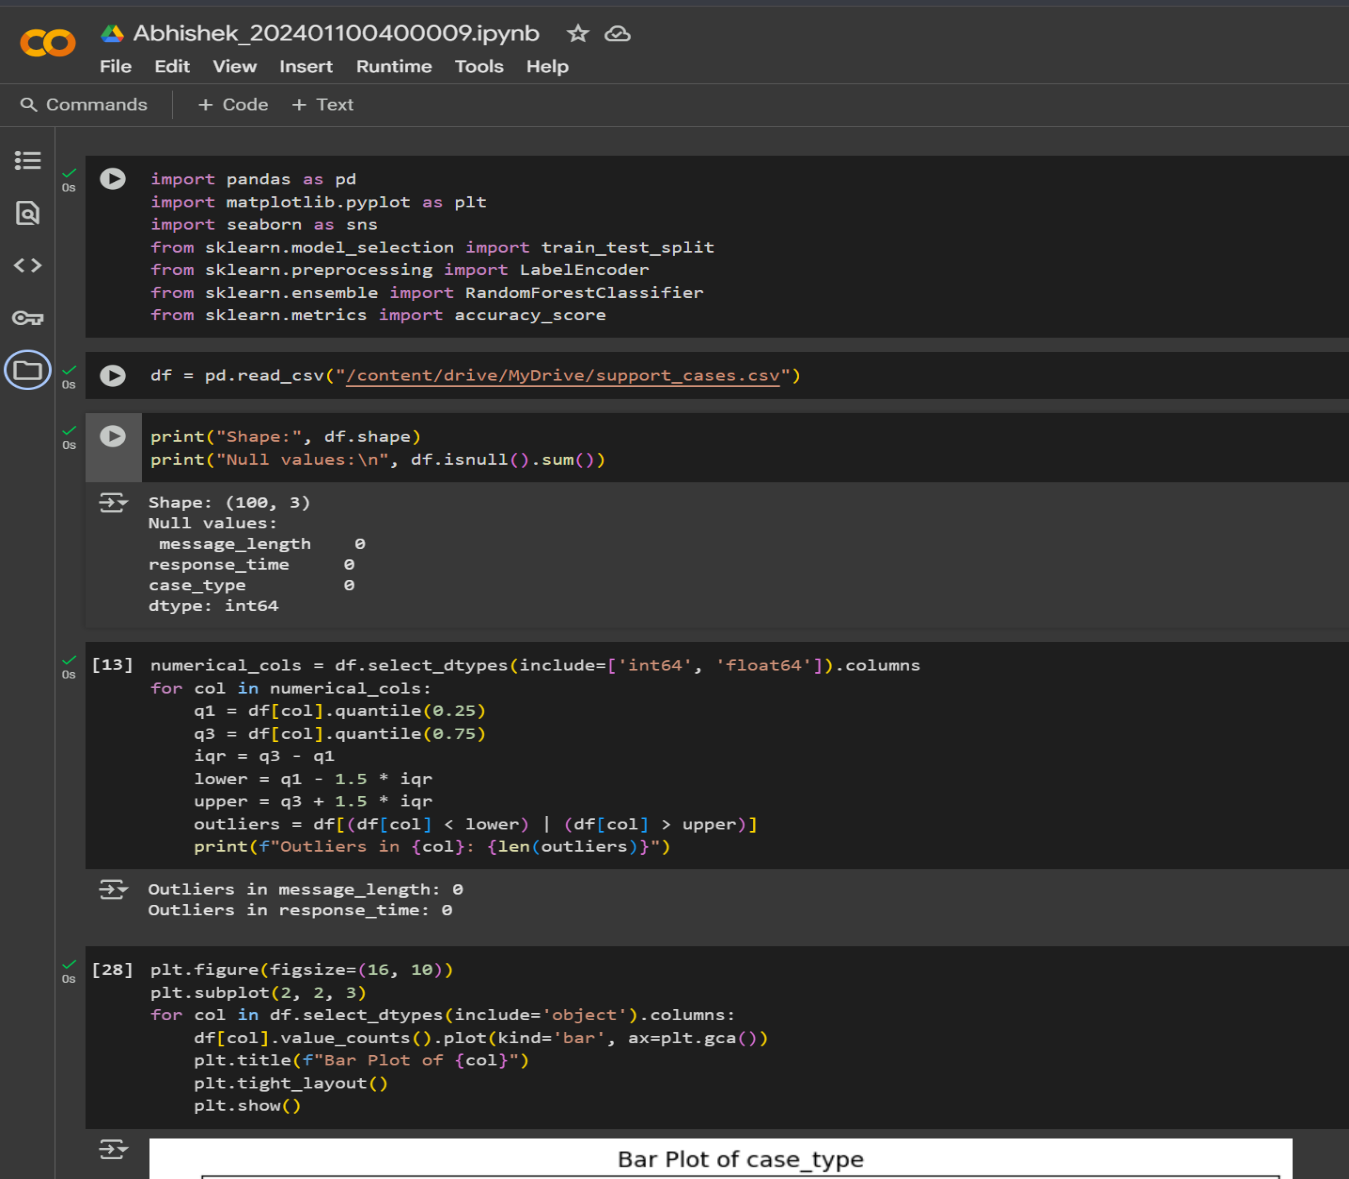 Abhishek_202401100400009.ipynb
File Edit View Insert Runtime Tools Help
Commands + Code + Text
0s
import pandas as pd
import matplotlib.pyplot as plt
import seaborn as sns
from sklearn.model_selection import train_test_split
from sklearn.preprocessing import LabelEncoder
from sklearn.ensemble import RandomForestClassifier
from sklearn.metrics import accuracy_score
0s
df = pd.read_csv("/content/drive/MyDrive/support_cases.csv")
0s
print("Shape:", df.shape)
print("Null values:\n", df.isnull().sum())
Shape: (100, 3)
Null values:
 message_length    0
response_time     0
case_type         0
dtype: int64
0s
[13] numerical_cols = df.select_dtypes(include=['int64', 'float64']).columns
for col in numerical_cols:
    q1 = df[col].quantile(0.25)
    q3 = df[col].quantile(0.75)
    iqr = q3 - q1
    lower = q1 - 1.5 * iqr
    upper = q3 + 1.5 * iqr
    outliers = df[(df[col] < lower) | (df[col] > upper)]
    print(f"Outliers in {col}: {len(outliers)}")
Outliers in message_length: 0
Outliers in response_time: 0
0s
[28] plt.figure(figsize=(16, 10))
plt.subplot(2, 2, 3)
for col in df.select_dtypes(include='object').columns:
    df[col].value_counts().plot(kind='bar', ax=plt.gca())
    plt.title(f"Bar Plot of {col}")
    plt.tight_layout()
    plt.show()
Bar Plot of case_type